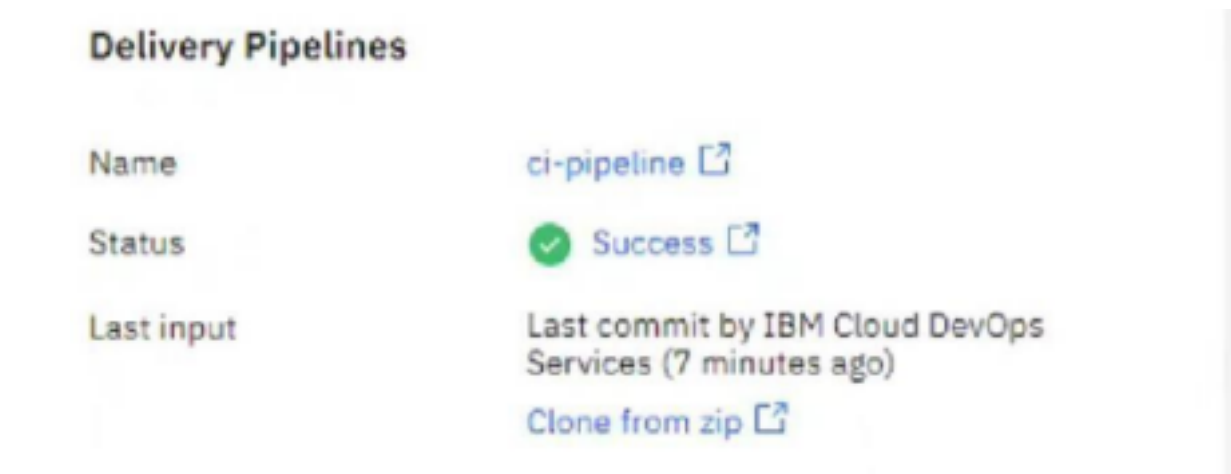 Delivery Pipelines
Name ci-pipeline
Status Success
Last input Last commit by IBM Cloud DevOps
Services (7 minutes ago)
Clone from zip